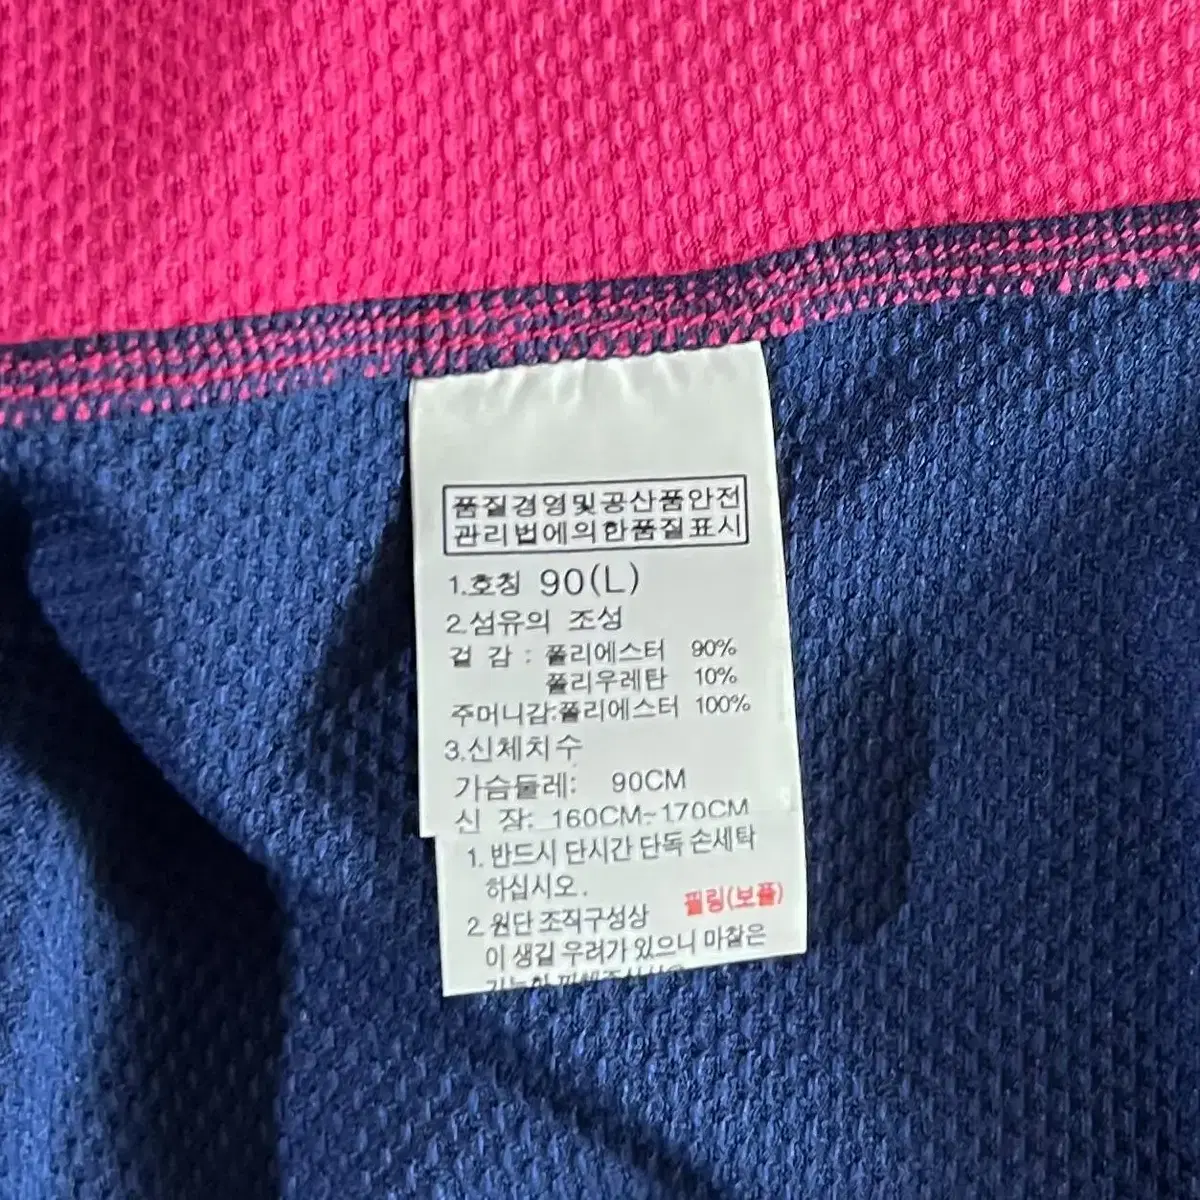 품질경영및공산품안전
관리법에의한품질표시
1.호칭 90(L)
2.섬유의 조성
겉 감 : 폴리에스터 90%
폴리우레탄 10%
주머니감:폴리에스터 100%
3.신체치수
가슴둘레: 90CM
신 장: 160CM~170CM
1. 반드시 단시간 단독 손세탁
하십시오.
2. 원단 조직구성상 필링(보플)
이 생길 우려가 있으니 마찰은